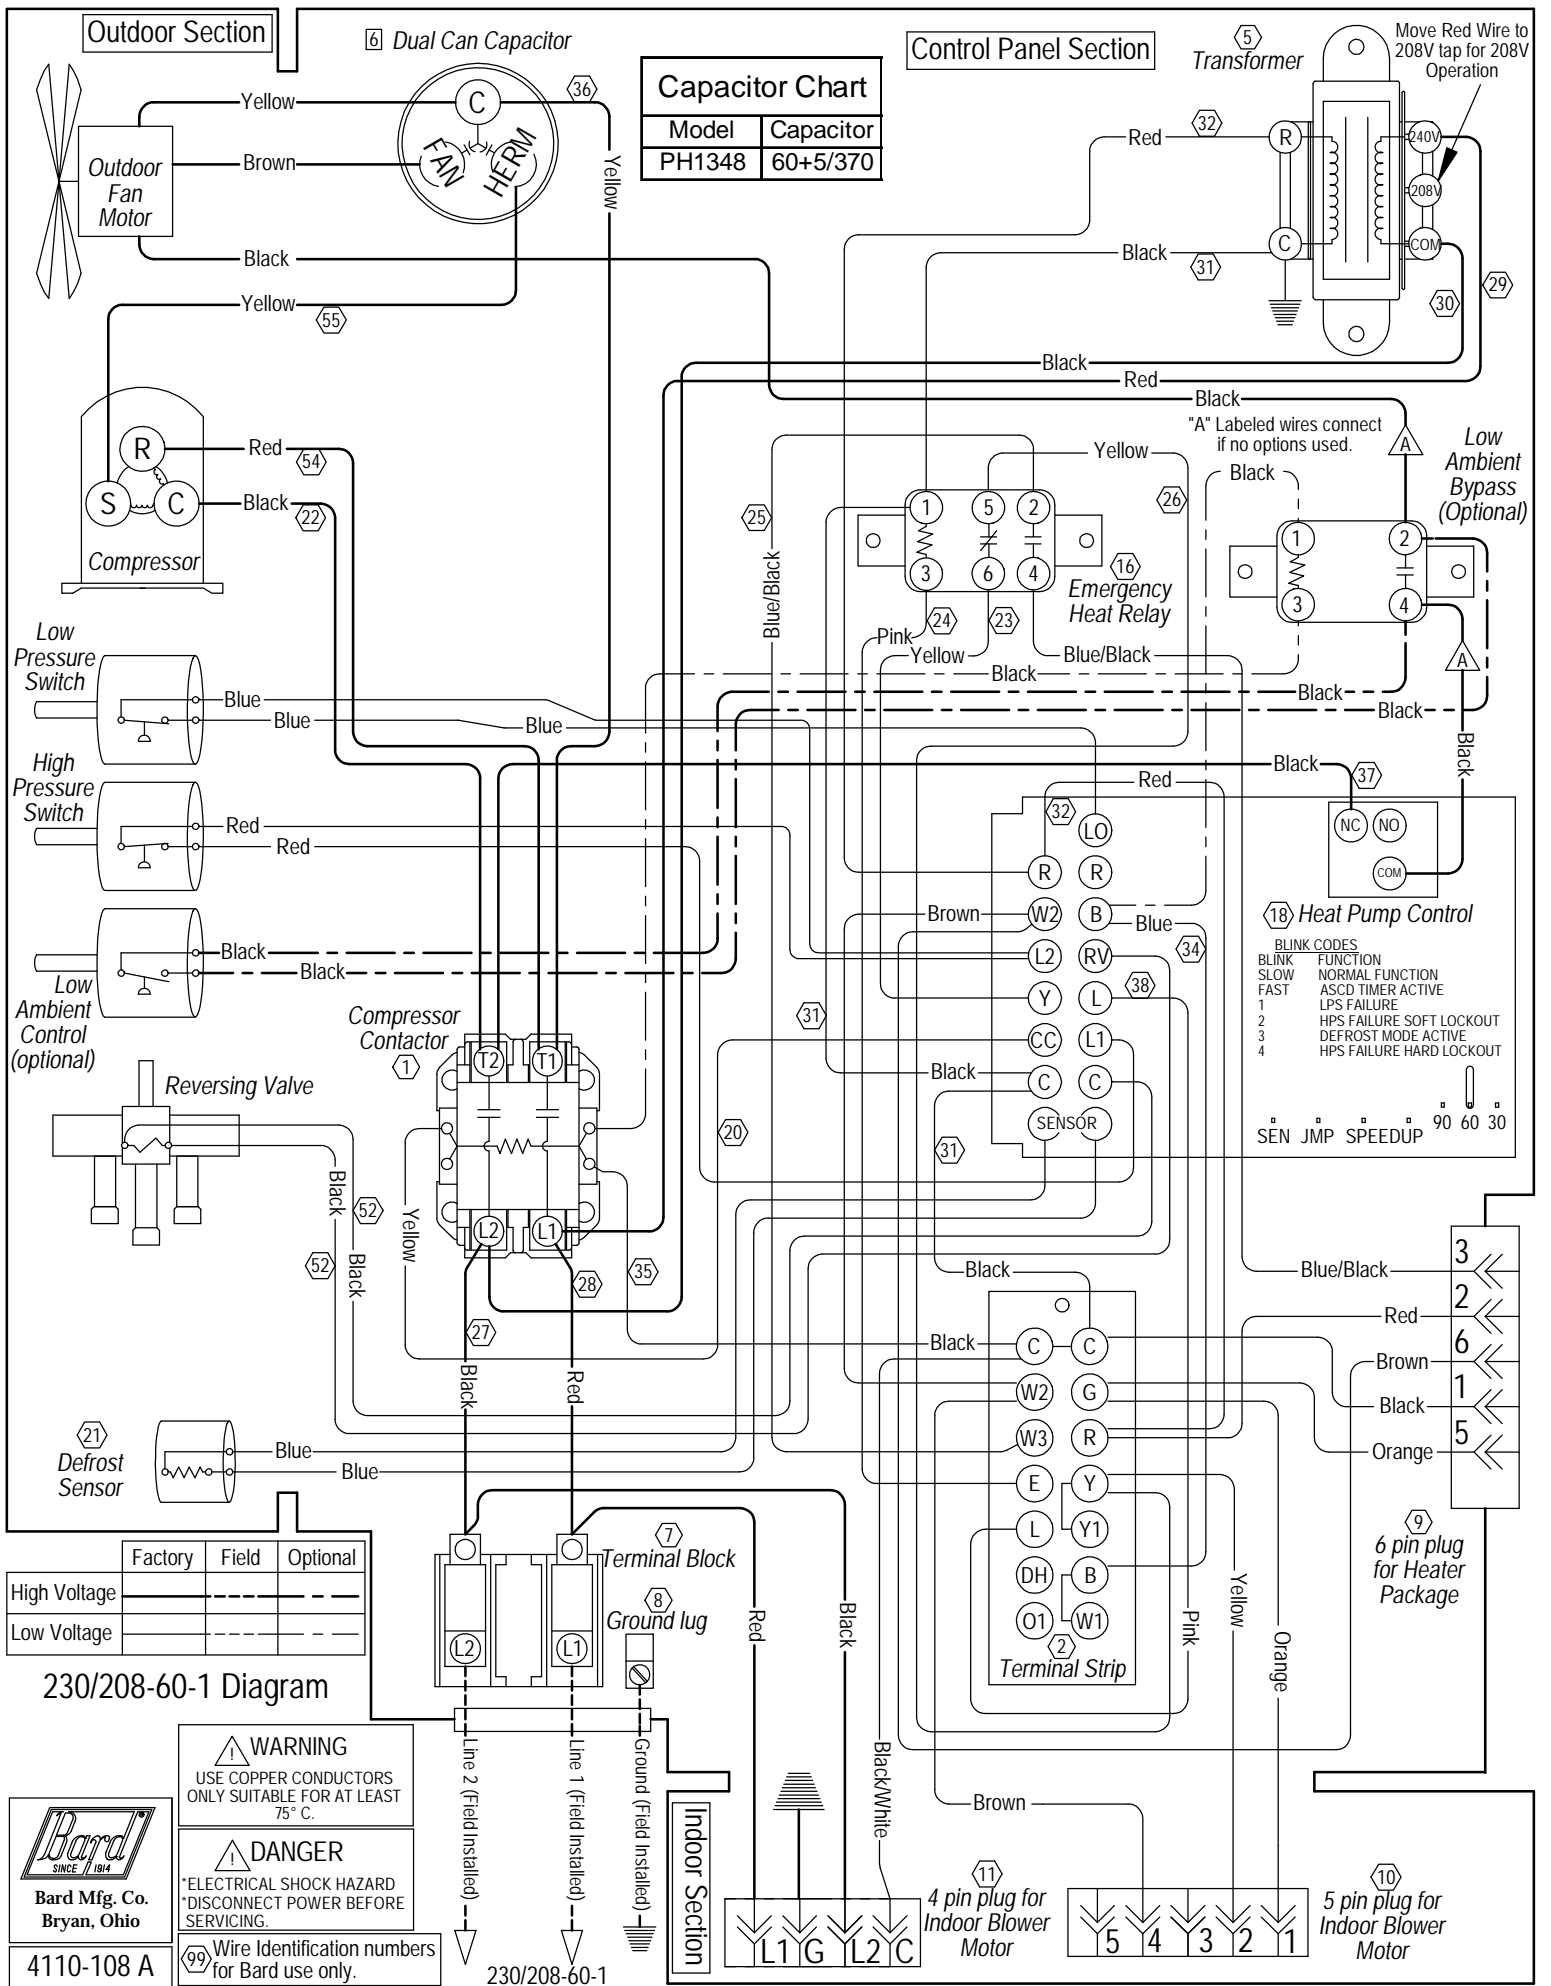 Outdoor Section
6 Dual Can Capacitor
Control Panel Section
5
Transformer
Move Red Wire to
208V tap for 208V
Operation
Capacitor Chart
Model Capacitor
PH1348 60+5/370
Yellow
C
36
FAN
HERM
Brown
Yellow
Outdoor
Fan
Motor
Black
Yellow
55
Red
32
R
240V
208V
C
COM
Black
31
29
30
Black
Red
Black
"A" Labeled wires connect
if no options used.
A
Low
Ambient
Bypass
(Optional)
R
S
C
Compressor
Red
54
Black
22
25
Blue/Black
Yellow
26
Black
1
5
2
3
6
4
16
Emergency
Heat Relay
1
2
3
4
A
Pink
24
23
Yellow
Blue/Black
Black
Black
Black
Black
Low
Pressure
Switch
Blue
Blue
Blue
High
Pressure
Switch
Red
Red
Low
Ambient
Control
(optional)
Black
Black
Black
37
Red
32
LO
R
R
Brown
W2
B
Blue
34
L2
RV
Y
L
38
31
CC
L1
Black
C
C
SENSOR
31
NC
NO
COM
18 Heat Pump Control
BLINK CODES
BLINK FUNCTION
SLOW NORMAL FUNCTION
FAST ASCD TIMER ACTIVE
1 LPS FAILURE
2 HPS FAILURE SOFT LOCKOUT
3 DEFROST MODE ACTIVE
4 HPS FAILURE HARD LOCKOUT
SEN JMP SPEEDUP 90 60 30
Compressor
Contactor
1
T2
T1
L2
L1
Reversing Valve
Black
52
52
Black
Yellow
20
27
28
35
Black
Red
21
Defrost
Sensor
Blue
Blue
Black
Black
C
C
W2
G
W3
R
E
Y
L
Y1
DH
B
O1
W1
2
Terminal Strip
Pink
Yellow
Orange
Blue/Black
3
Red
2
Brown
6
Black
1
Orange
5
9
6 pin plug
for Heater
Package
Factory Field Optional
High Voltage
Low Voltage
230/208-60-1 Diagram
7
Terminal Block
8
Ground lug
L2
L1
Red
Black
Line 2 (Field Installed)
Line 1 (Field Installed)
Ground (Field Installed)
230/208-60-1
WARNING
!
USE COPPER CONDUCTORS
ONLY SUITABLE FOR AT LEAST
75° C.
DANGER
!
*ELECTRICAL SHOCK HAZARD
*DISCONNECT POWER BEFORE
SERVICING.
99 Wire Identification numbers
for Bard use only.
Bard®
SINCE 1914
Bard Mfg. Co.
Bryan, Ohio
4110-108 A
Indoor Section
Black/White
Brown
L1 G L2 C
11
4 pin plug for
Indoor Blower
Motor
5 4 3 2 1
10
5 pin plug for
Indoor Blower
Motor